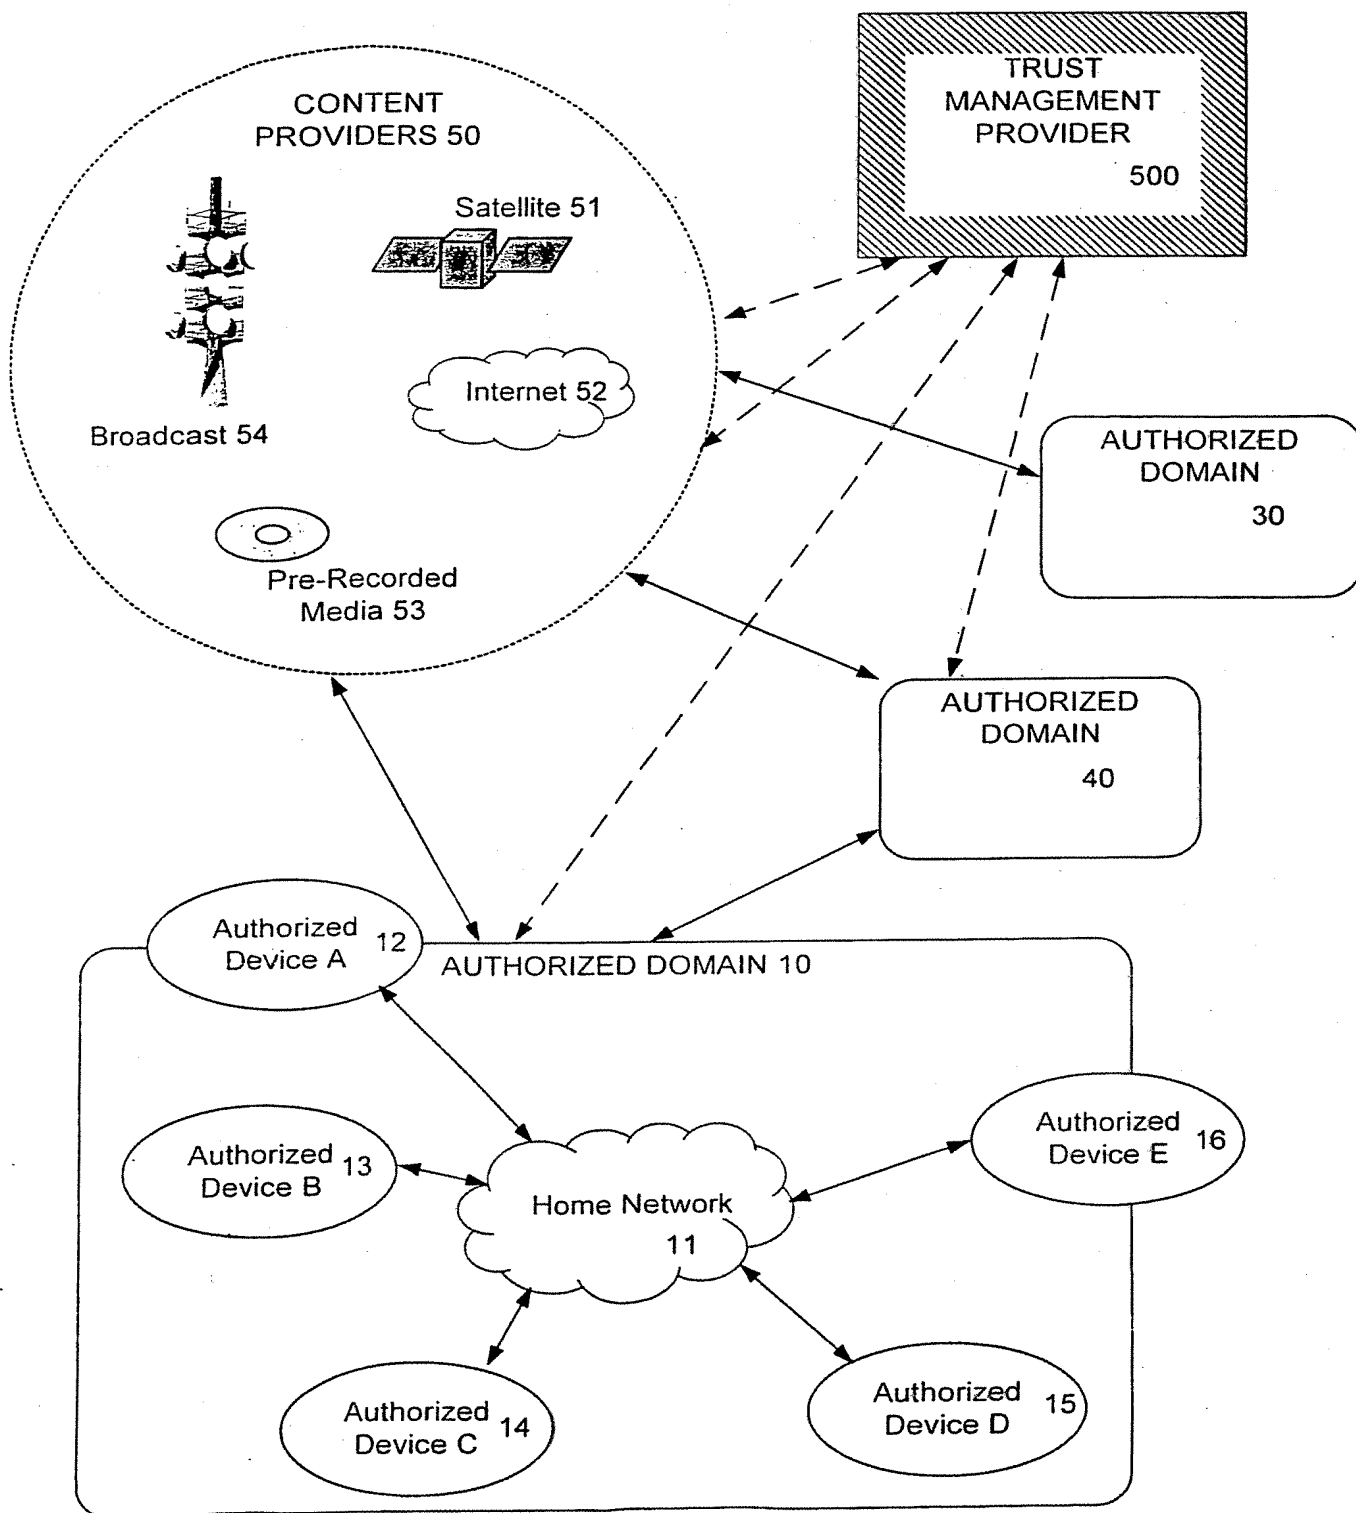 CONTENT
PROVIDERS 50
TRUST
MANAGEMENT
PROVIDER
500
Satellite 51
Internet 52
Broadcast 54
Pre-Recorded
Media 53
AUTHORIZED
DOMAIN
30
AUTHORIZED
DOMAIN
40
Authorized
Device A
12
AUTHORIZED DOMAIN 10
Authorized
Device B
13
Home Network
11
Authorized
Device E
16
Authorized
Device C
14
Authorized
Device D
15